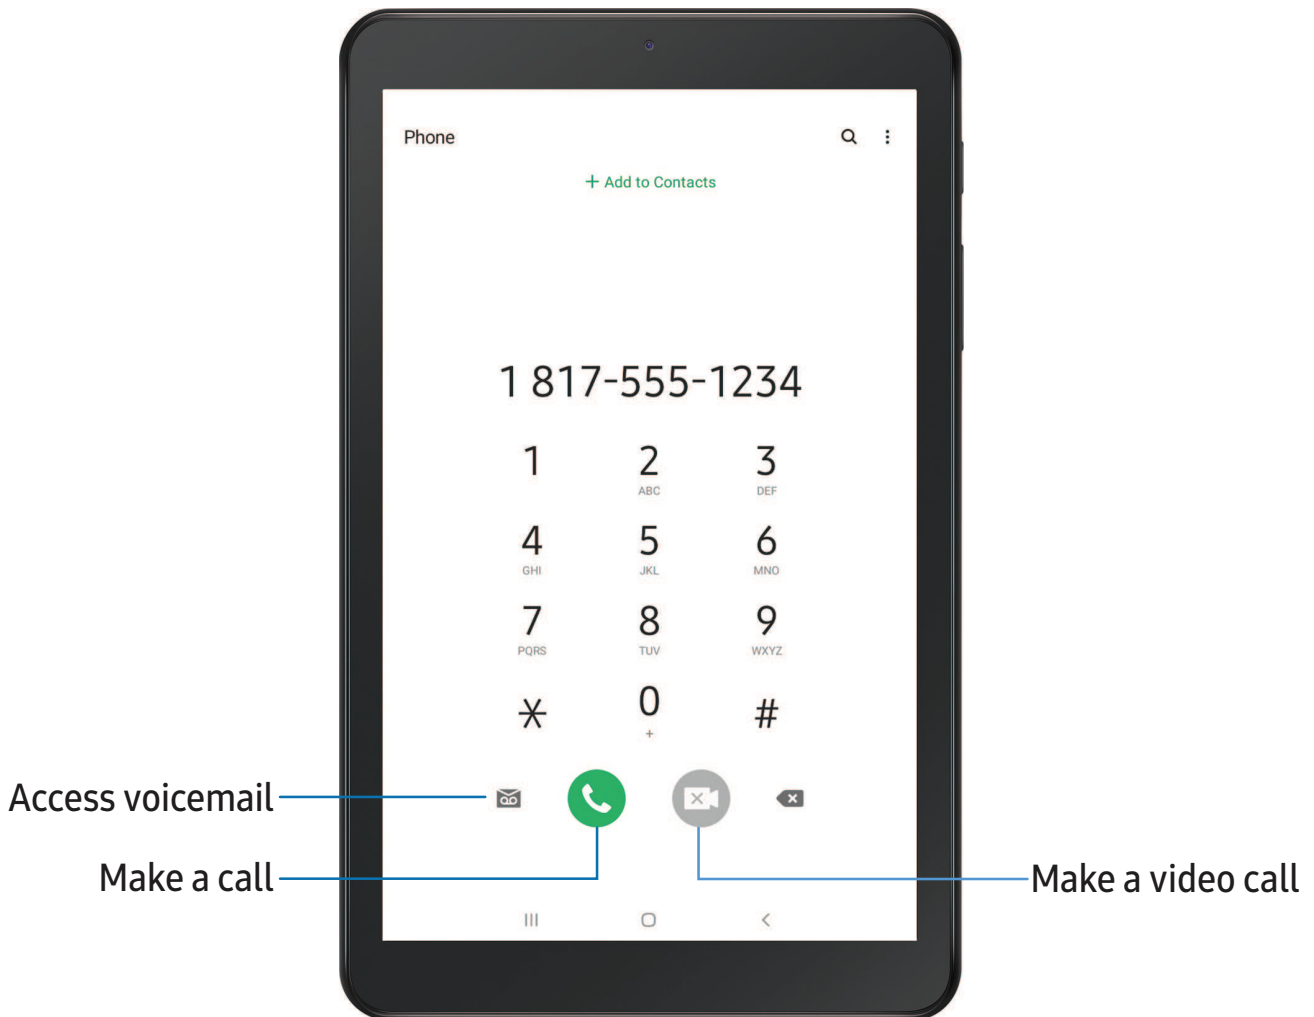 Phone
+ Add to Contacts
1 817-555-1234
1 2 3
ABC DEF
4 5 6
GHI JKL MNO
7 8 9
PQRS TUV WXYZ
* 0 #
+
Access voicemail
Make a call
Make a video call